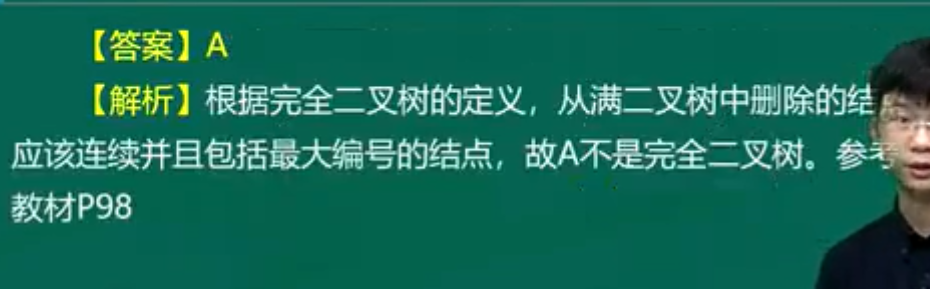 【答案】A
【解析】根据完全二叉树的定义，从满二叉树中删除的结
应该连续并且包括最大编号的结点，故A不是完全二叉树。参考
教材P98